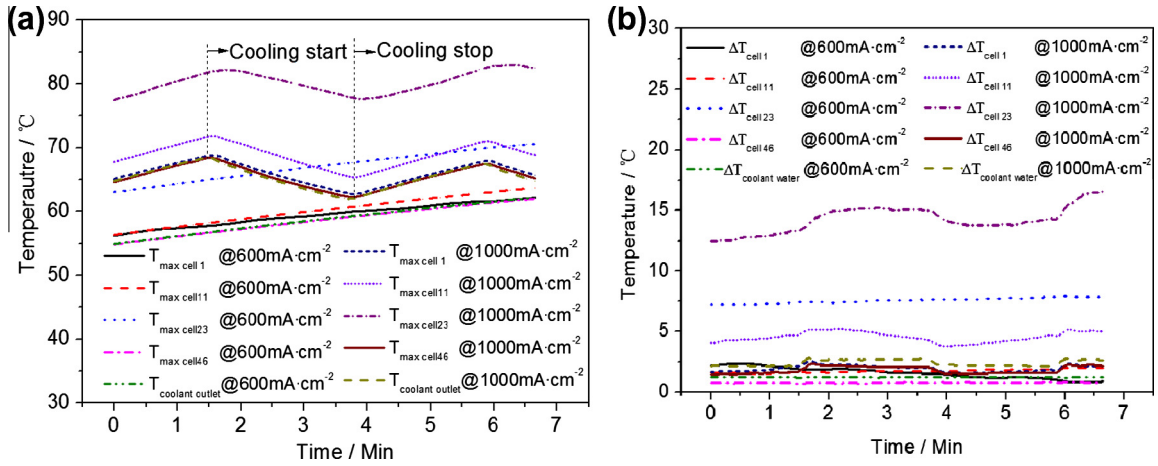 (a)
90
80
70
60
50
40
30
Temperautre / ℃
Cooling start
Cooling stop
T max cell 1 @600mA·cm-2
T max cell 1 @1000mA·cm-2
T max cell11 @600mA·cm-2
T max cell11 @1000mA·cm-2
T max cell23 @600mA·cm-2
T max cell23 @1000mA·cm-2
T max cell46 @600mA·cm-2
T max cell46 @1000mA·cm-2
T coolant outlet @600mA·cm-2
T coolant outlet @1000mA·cm-2
0 1 2 3 4 5 6 7
Time / Min
(b)
30
25
20
15
10
5
0
Temperature / ℃
ΔT cell 1 @600mA·cm-2
ΔT cell 1 @1000mA·cm-2
ΔT cell 11 @600mA·cm-2
ΔT cell 11 @1000mA·cm-2
ΔT cell 23 @600mA·cm-2
ΔT cell 23 @1000mA·cm-2
ΔT cell 46 @600mA·cm-2
ΔT cell 46 @1000mA·cm-2
ΔT coolant water @600mA·cm-2
ΔT coolant water @1000mA·cm-2
0 1 2 3 4 5 6 7
Time / Min